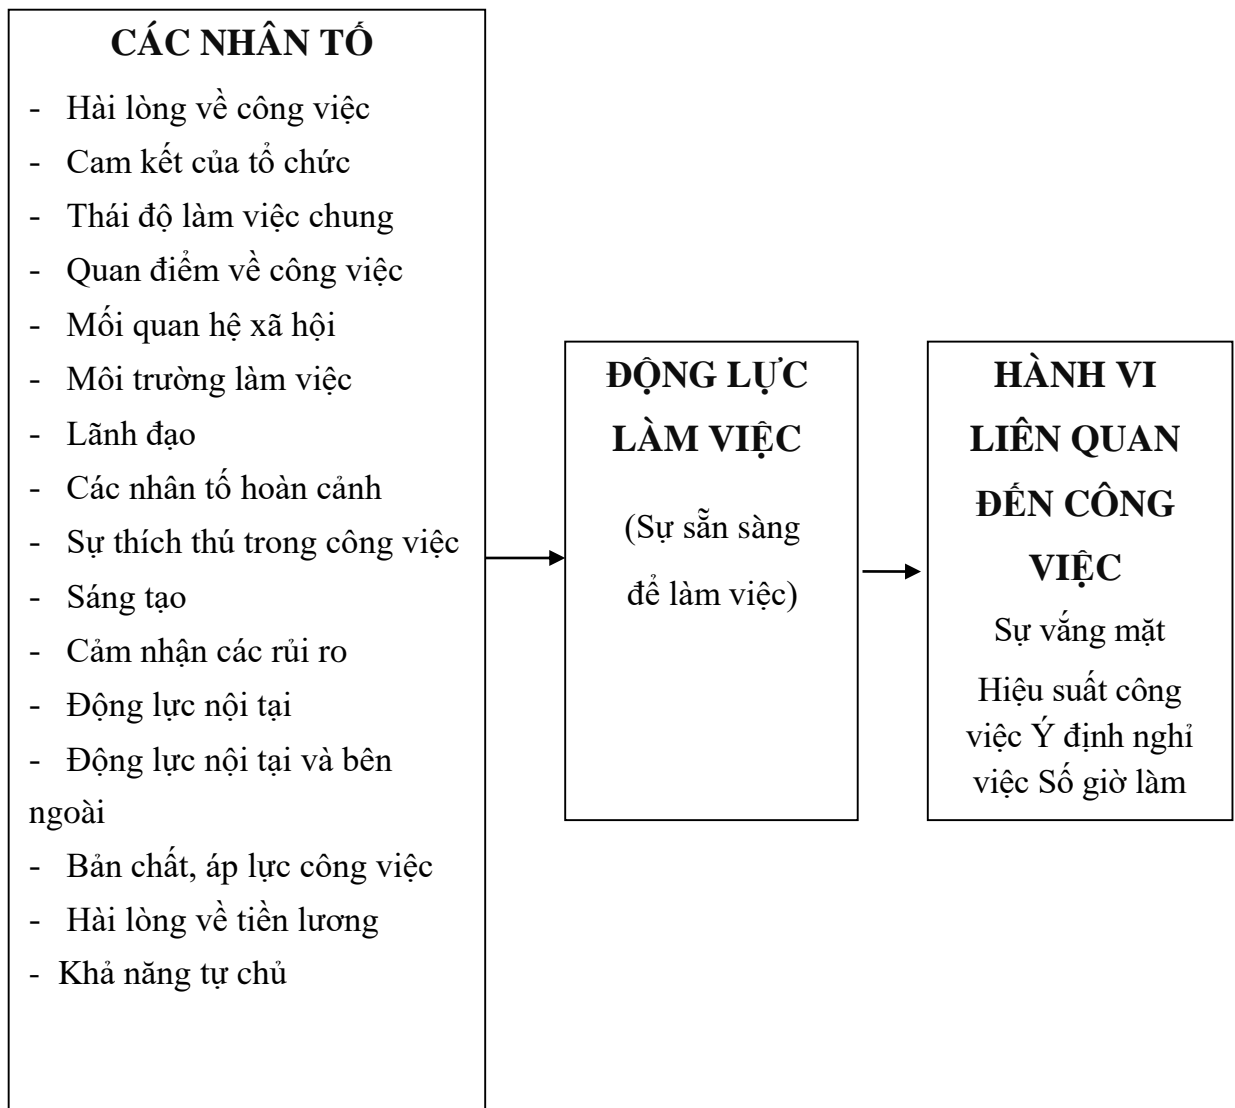 CÁC NHÂN TỐ
- Hài lòng về công việc
- Cam kết của tổ chức
- Thái độ làm việc chung
- Quan điểm về công việc
- Mối quan hệ xã hội
- Môi trường làm việc
- Lãnh đạo
- Các nhân tố hoàn cảnh
- Sự thích thú trong công việc
- Sáng tạo
- Cảm nhận các rủi ro
- Động lực nội tại
- Động lực nội tại và bên
ngoài
- Bản chất, áp lực công việc
- Hài lòng về tiền lương
- Khả năng tự chủ
ĐỘNG LỰC
LÀM VIỆC
(Sự sẵn sàng
để làm việc)
HÀNH VI
LIÊN QUAN
ĐẾN CÔNG
VIỆC
Sự vắng mặt
Hiệu suất công
việc Ý định nghỉ
việc Số giờ làm